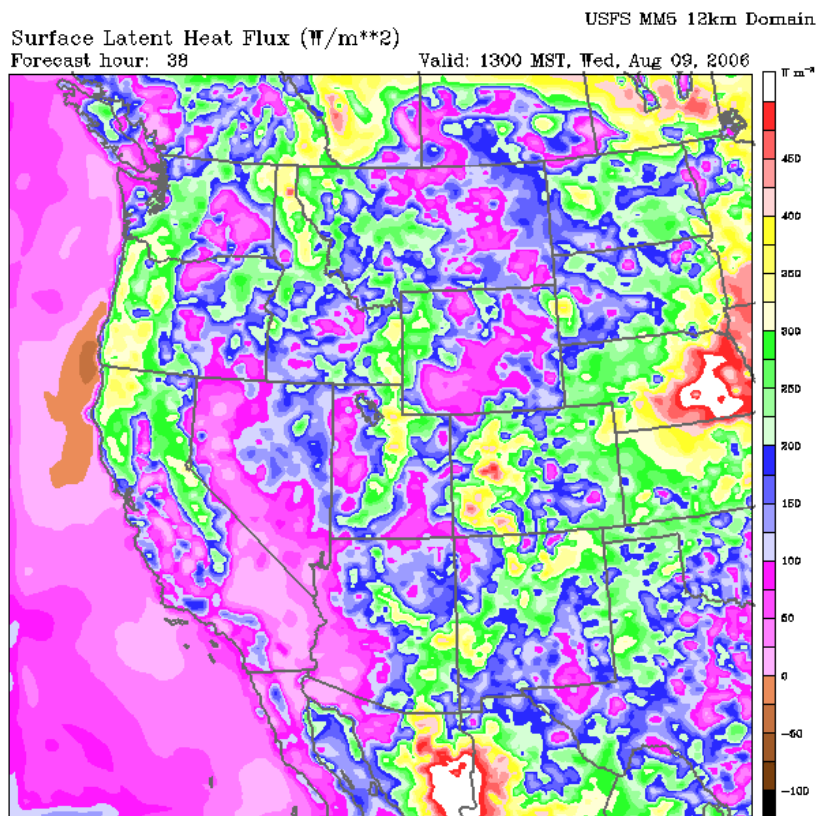 USFS MM5 12km Domain
Surface Latent Heat Flux (W/m**2)
Forecast hour: 38
Valid: 1300 MST, Wed, Aug 09, 2006
W m⁻²
450
400
350
300
250
200
150
100
50
0
-50
-100